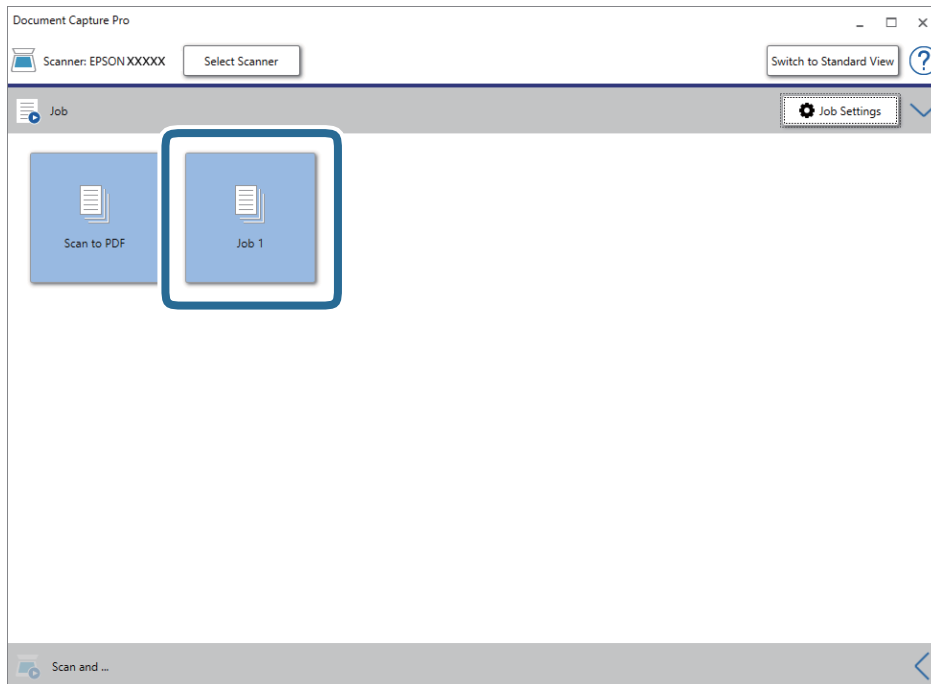 Document Capture Pro
Scanner: EPSON XXXXX
Select Scanner
Switch to Standard View
?
Job
Job Settings
Scan to PDF
Job 1
Scan and ...